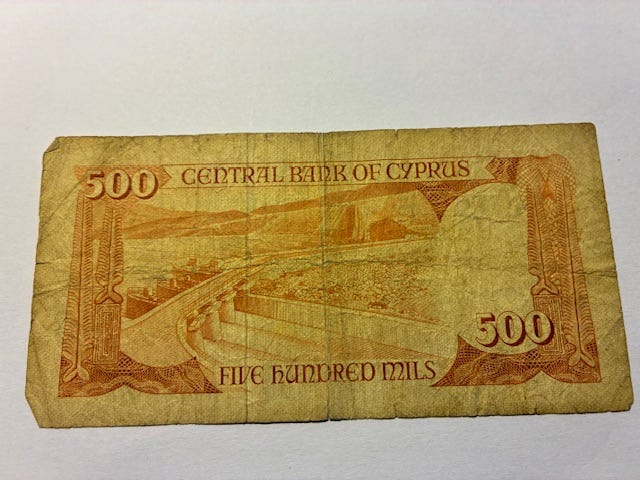 500 CENTRAL BANK OF CYPRUS
500
FIVE HUNDRED MILS